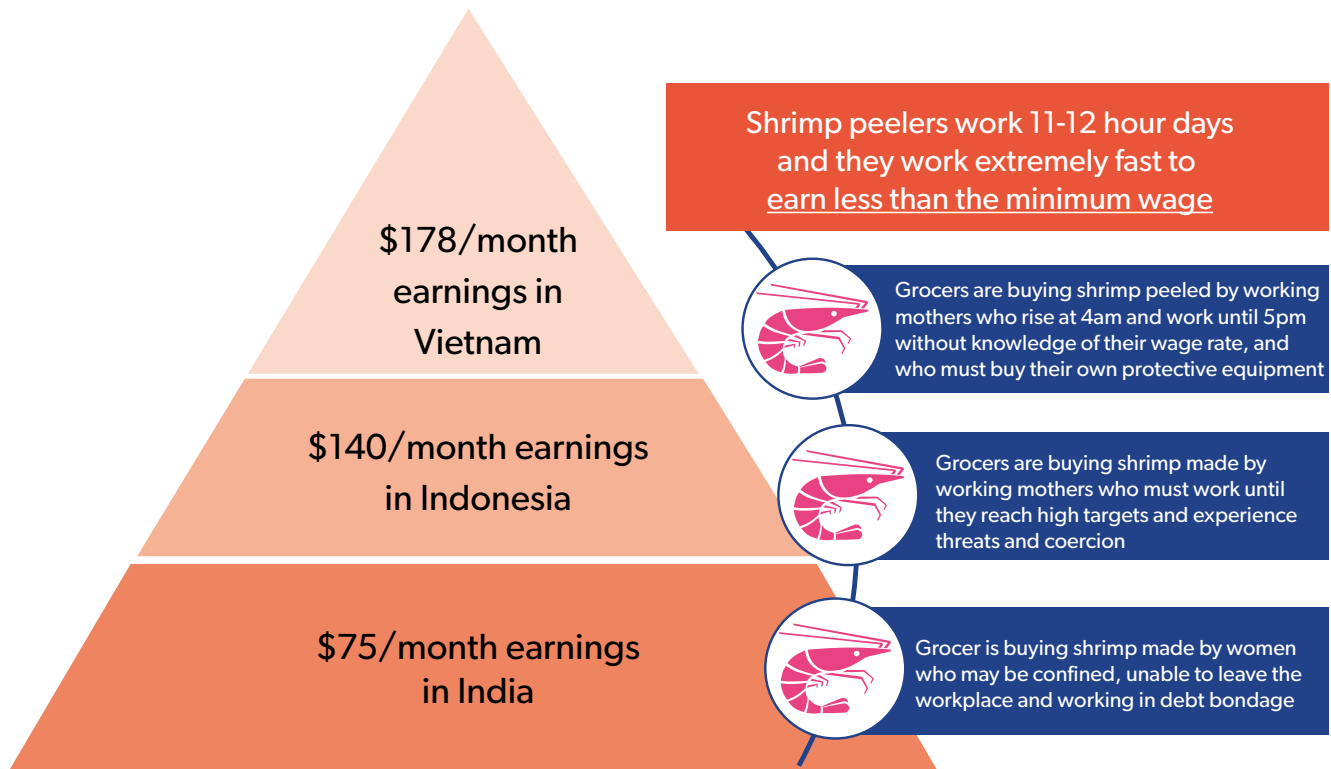 $178/month
earnings in
Vietnam
$140/month earnings
in Indonesia
$75/month earnings
in India
Shrimp peelers work 11-12 hour days
and they work extremely fast to
earn less than the minimum wage
Grocers are buying shrimp peeled by working
mothers who rise at 4am and work until 5pm
without knowledge of their wage rate, and
who must buy their own protective equipment
Grocers are buying shrimp made by
working mothers who must work until
they reach high targets and experience
threats and coercion
Grocer is buying shrimp made by women
who may be confined, unable to leave the
workplace and working in debt bondage